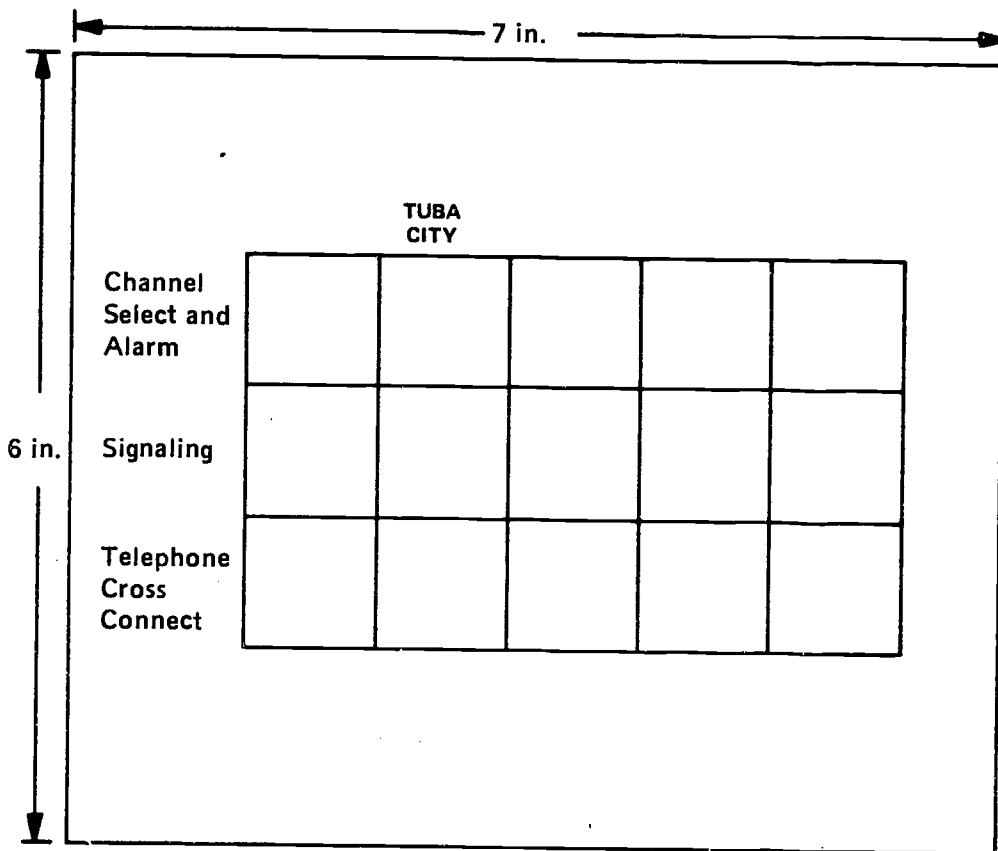 7 in.
TUBA
CITY
Channel
Select and
Alarm
6 in.
Signaling
Telephone
Cross
Connect